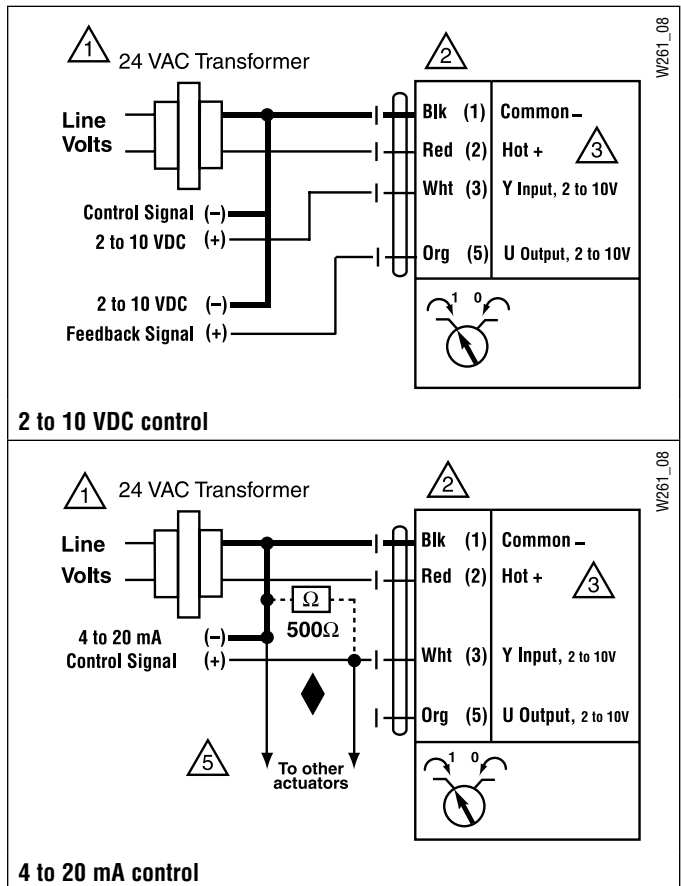 1 24 VAC Transformer
2
W261_08
Line
Volts
Blk (1) Common –
Red (2) Hot +
3
Wht (3) Y Input, 2 to 10V
Org (5) U Output, 2 to 10V
Control Signal (–)
2 to 10 VDC (+)
2 to 10 VDC (–)
Feedback Signal (+)
1 0
2 to 10 VDC control
1 24 VAC Transformer
2
W261_08
Line
Volts
Blk (1) Common –
Red (2) Hot +
3
Ω
500Ω
4 to 20 mA (–)
Control Signal (+)
Wht (3) Y Input, 2 to 10V
Org (5) U Output, 2 to 10V
5
To other
actuators
1 0
4 to 20 mA control